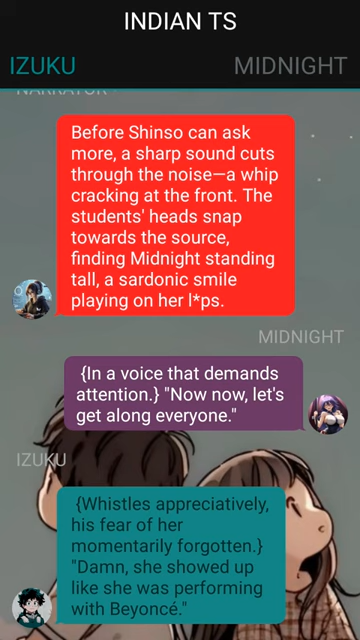 INDIAN TS
IZUKU MIDNIGHT
NARRATOR
Before Shinso can ask
more, a sharp sound cuts
through the noise—a whip
cracking at the front. The
students' heads snap
towards the source,
finding Midnight standing
tall, a sardonic smile
playing on her l*ps.
MIDNIGHT
{In a voice that demands
attention.} "Now now, let's
get along everyone."
IZUKU
{Whistles appreciatively,
his fear of her
momentarily forgotten.}
"Damn, she showed up
like she was performing
with Beyoncé."